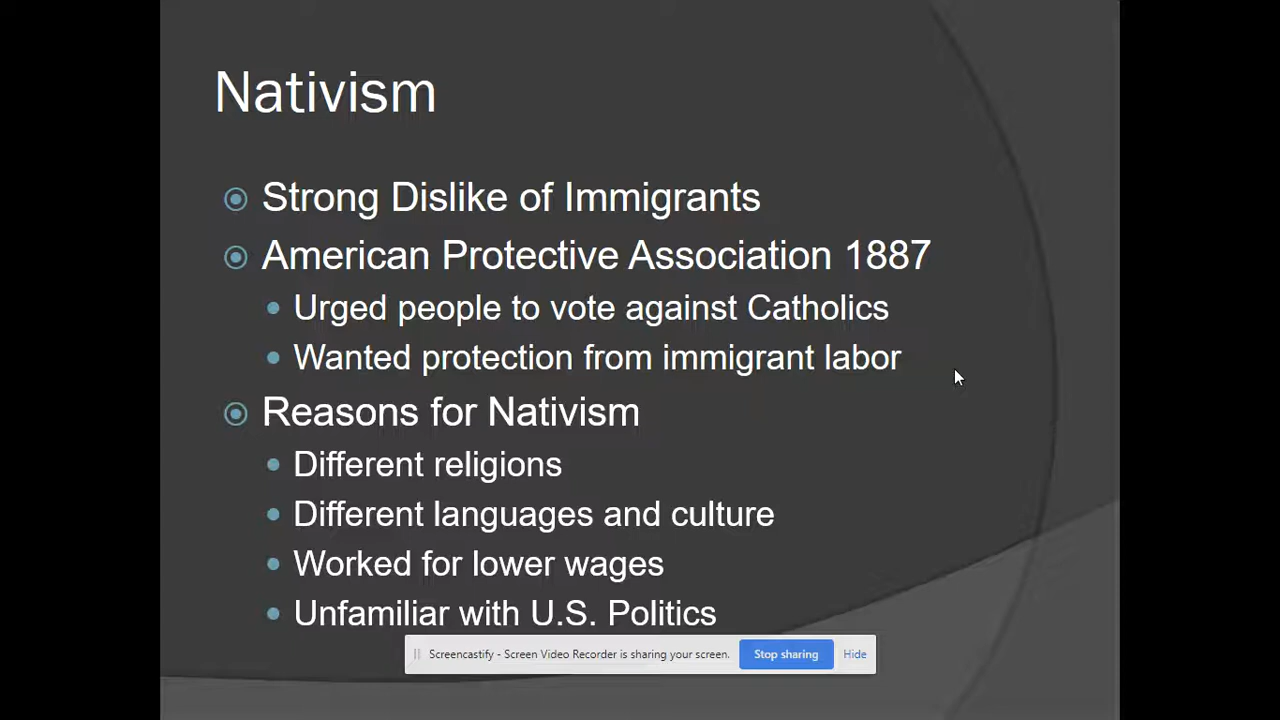 Nativism
Strong Dislike of Immigrants
American Protective Association 1887
Urged people to vote against Catholics
Wanted protection from immigrant labor
Reasons for Nativism
Different religions
Different languages and culture
Worked for lower wages
Unfamiliar with U.S. Politics
Screencastify - Screen Video Recorder is sharing your screen. Stop sharing Hide